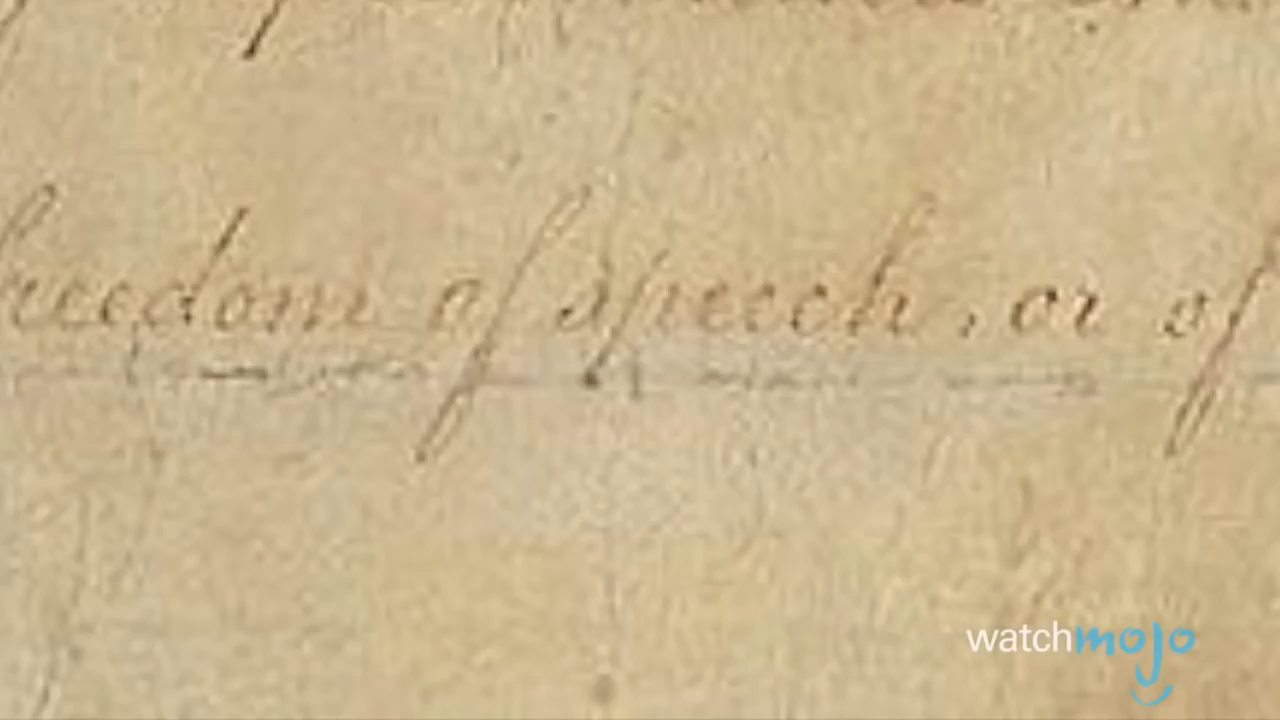 freedom of speech, or of
watchmojo